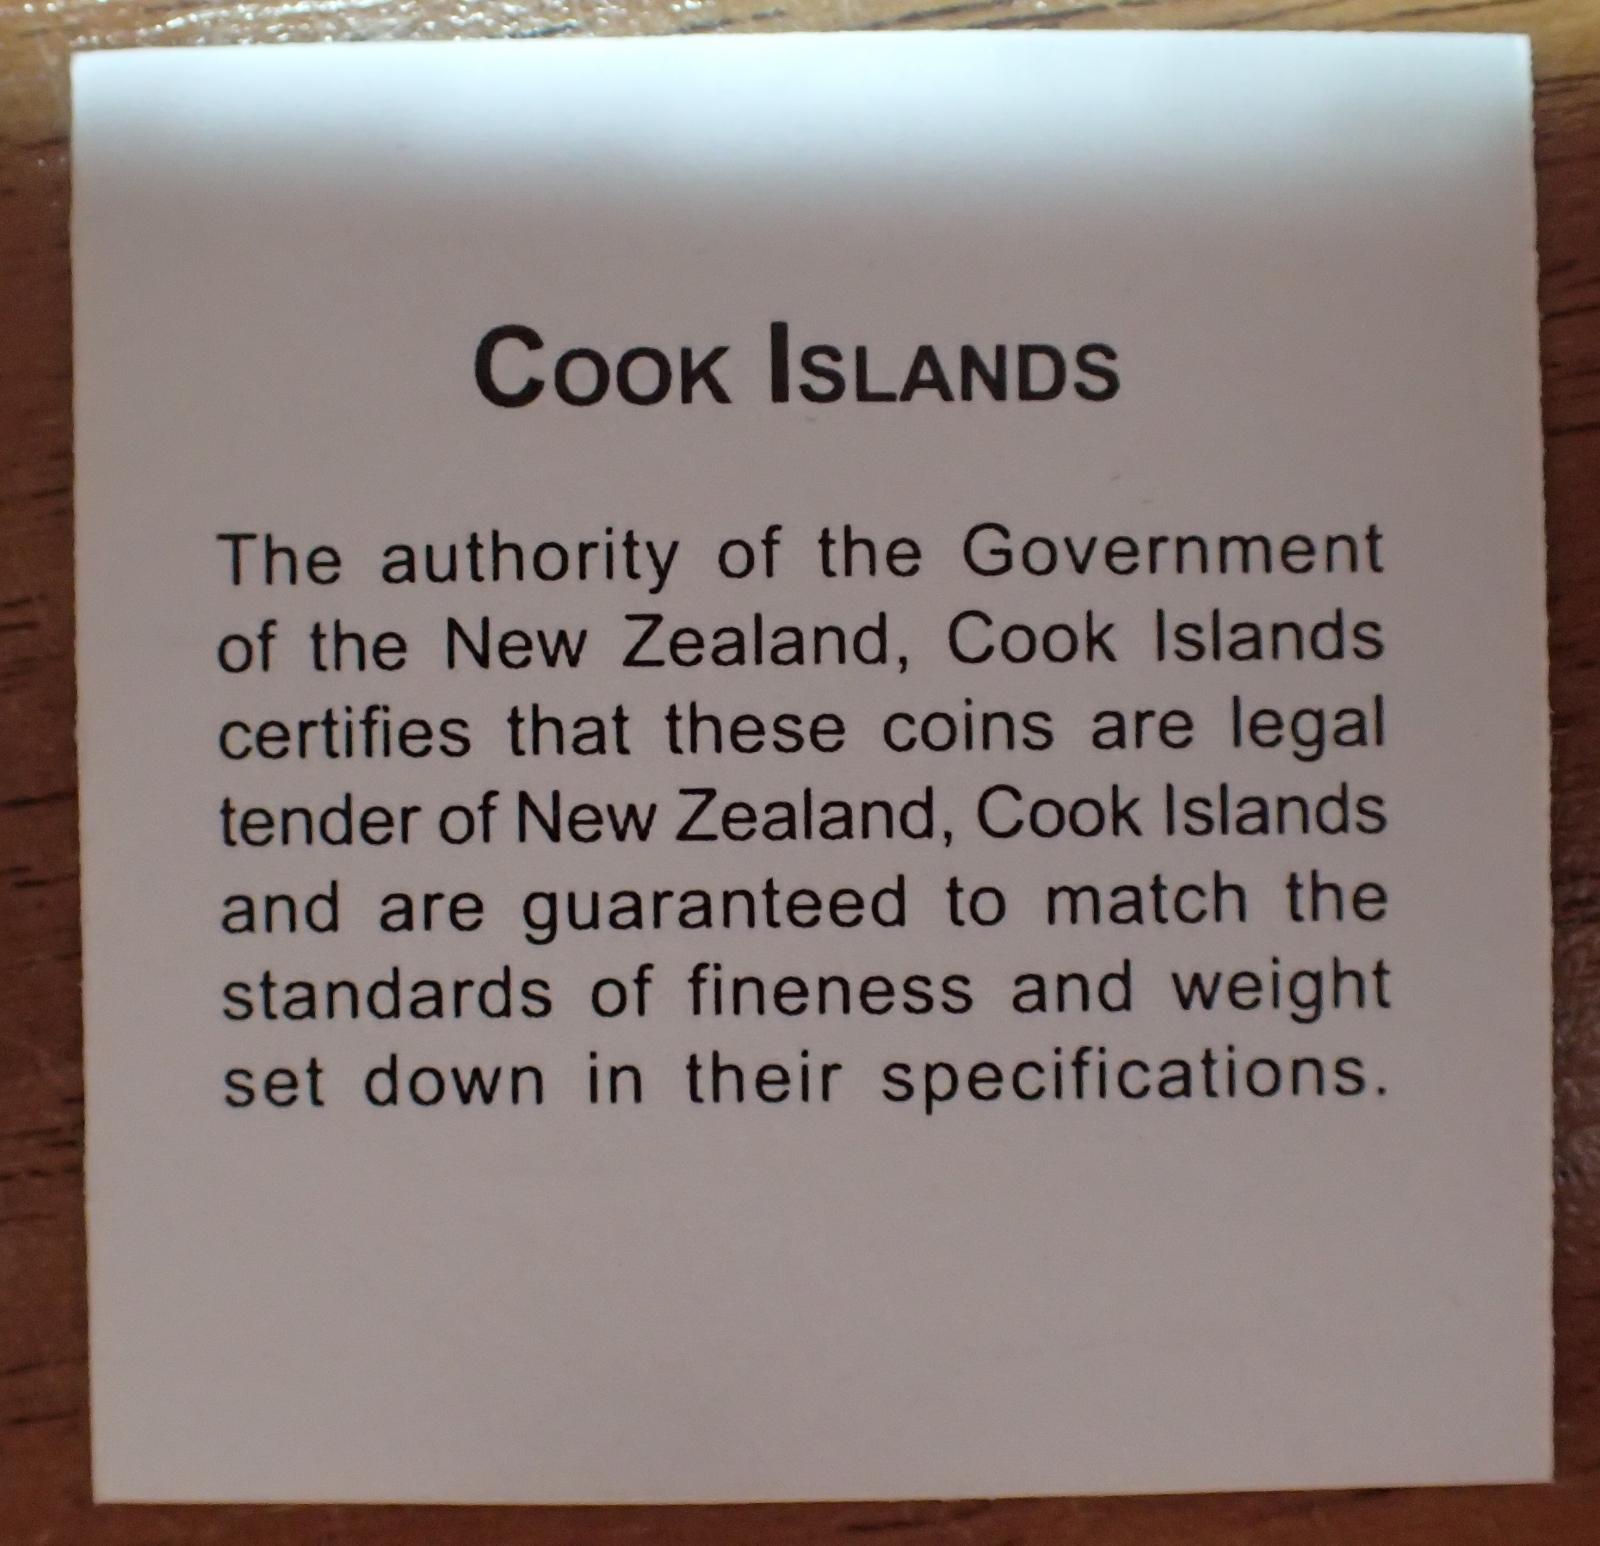 COOK ISLANDS
The authority of the Government
of the New Zealand, Cook Islands
certifies that these coins are legal
tender of New Zealand, Cook Islands
and are guaranteed to match the
standards of fineness and weight
set down in their specifications.